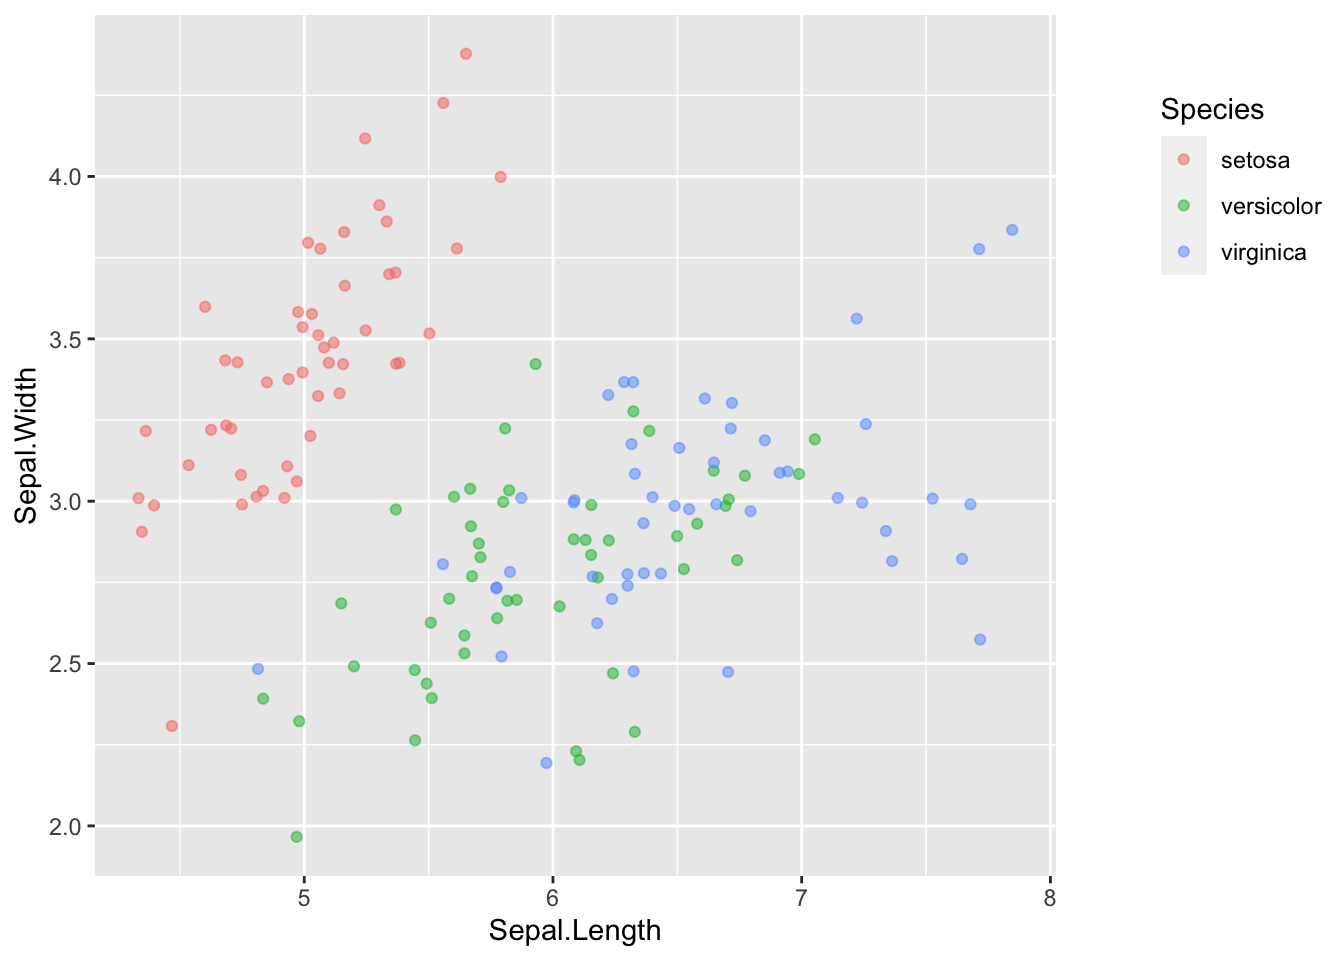 Species
setosa
versicolor
virginica
4.0
3.5
3.0
2.5
2.0
Sepal.Width
5 6 7 8
Sepal.Length